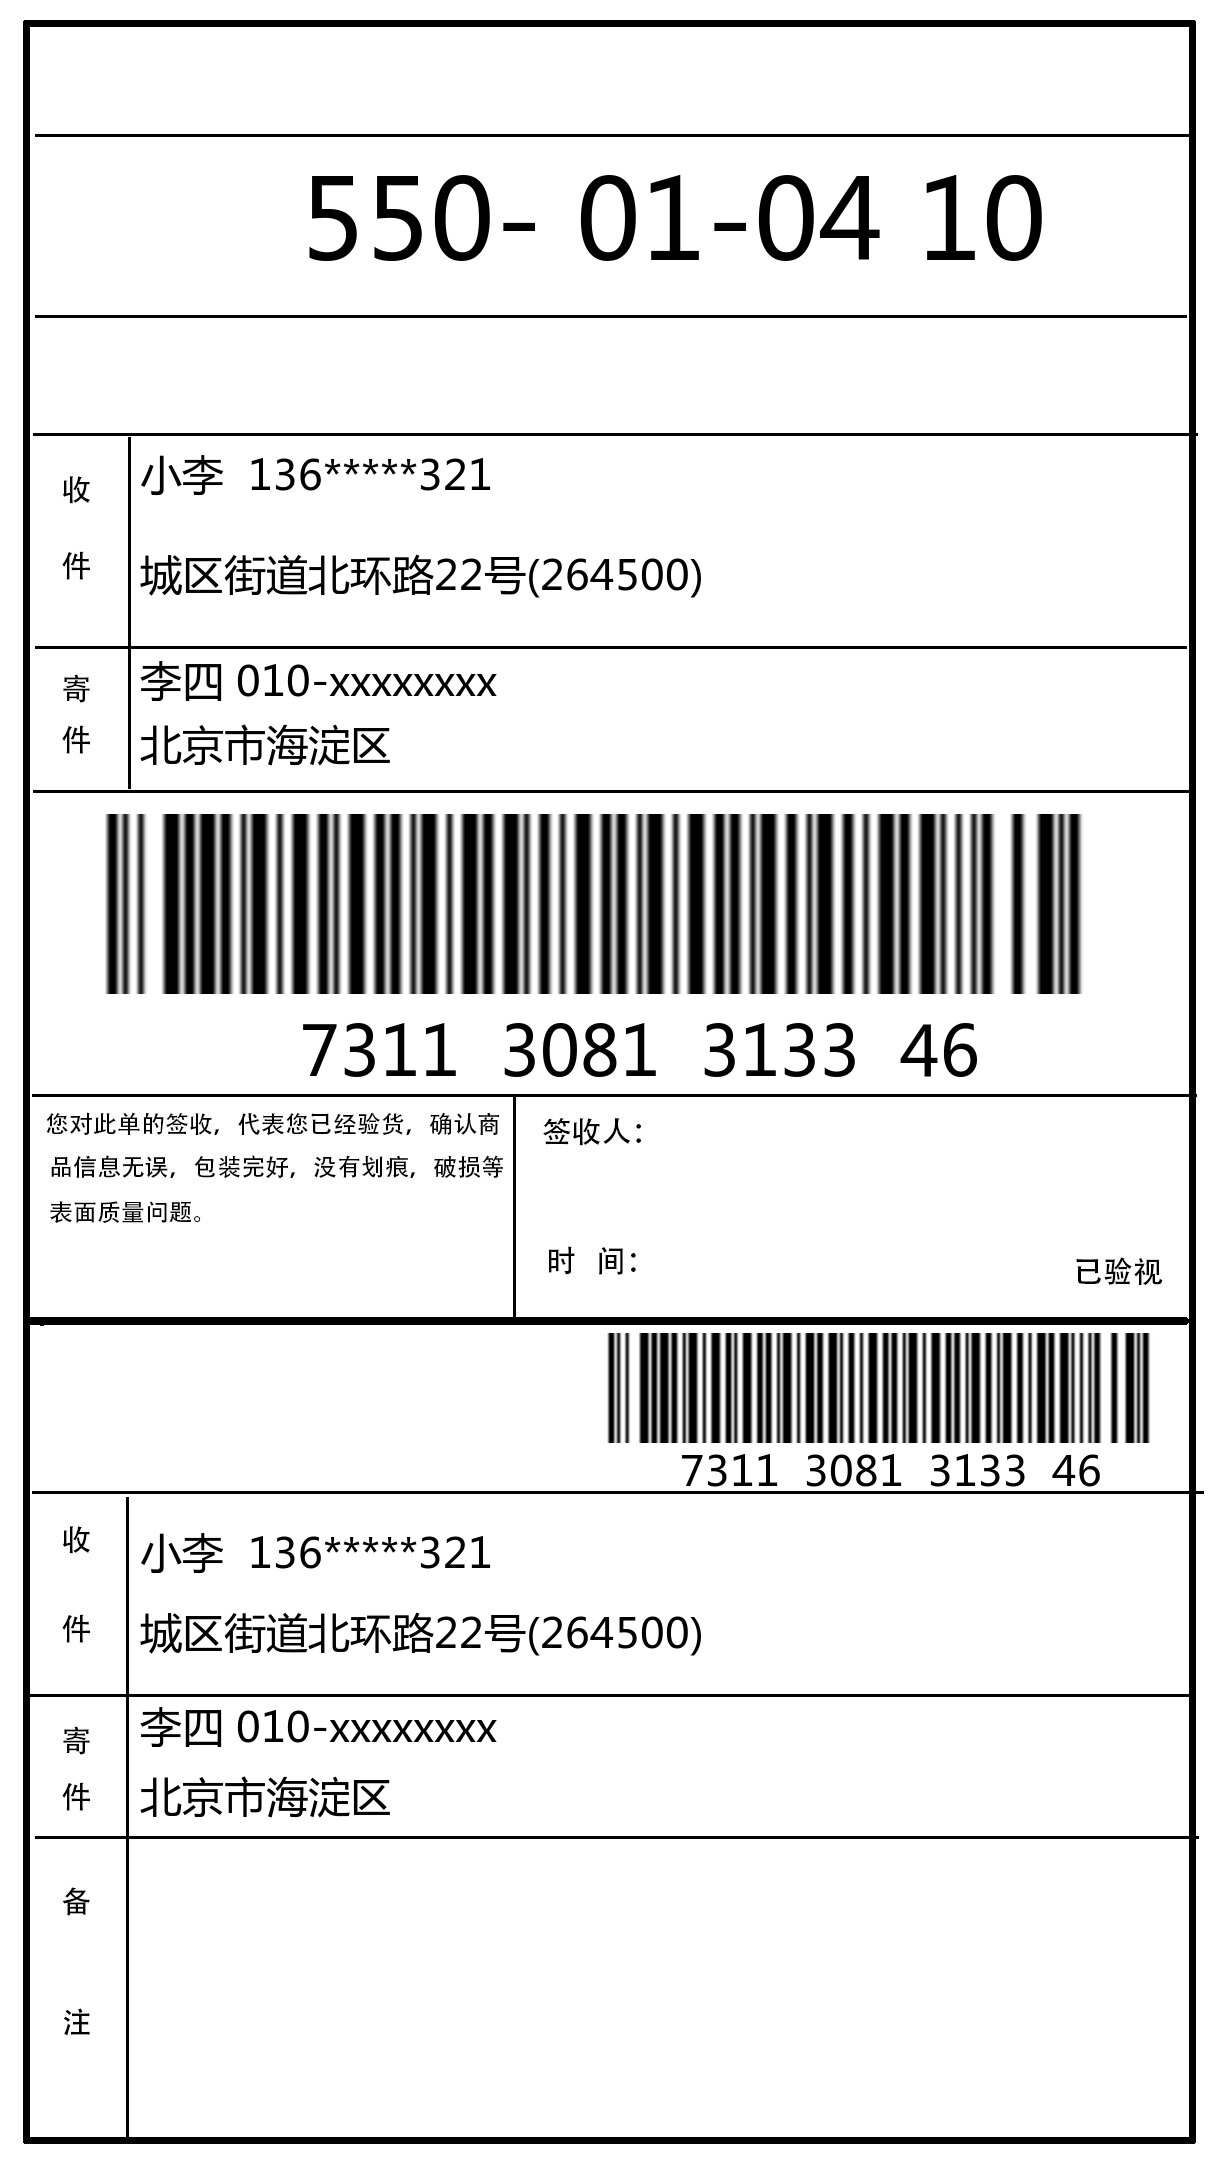 550- 01-04 10
收件
小李 136*****321
城区街道北环路22号(264500)
寄件
李四 010-xxxxxxxx
北京市海淀区
7311 3081 3133 46
您对此单的签收，代表您已经验货，确认商
品信息无误，包装完好，没有划痕，破损等
表面质量问题。
签收人：
时 间：
已验视
7311 3081 3133 46
收件
小李 136*****321
城区街道北环路22号(264500)
寄件
李四 010-xxxxxxxx
北京市海淀区
备注